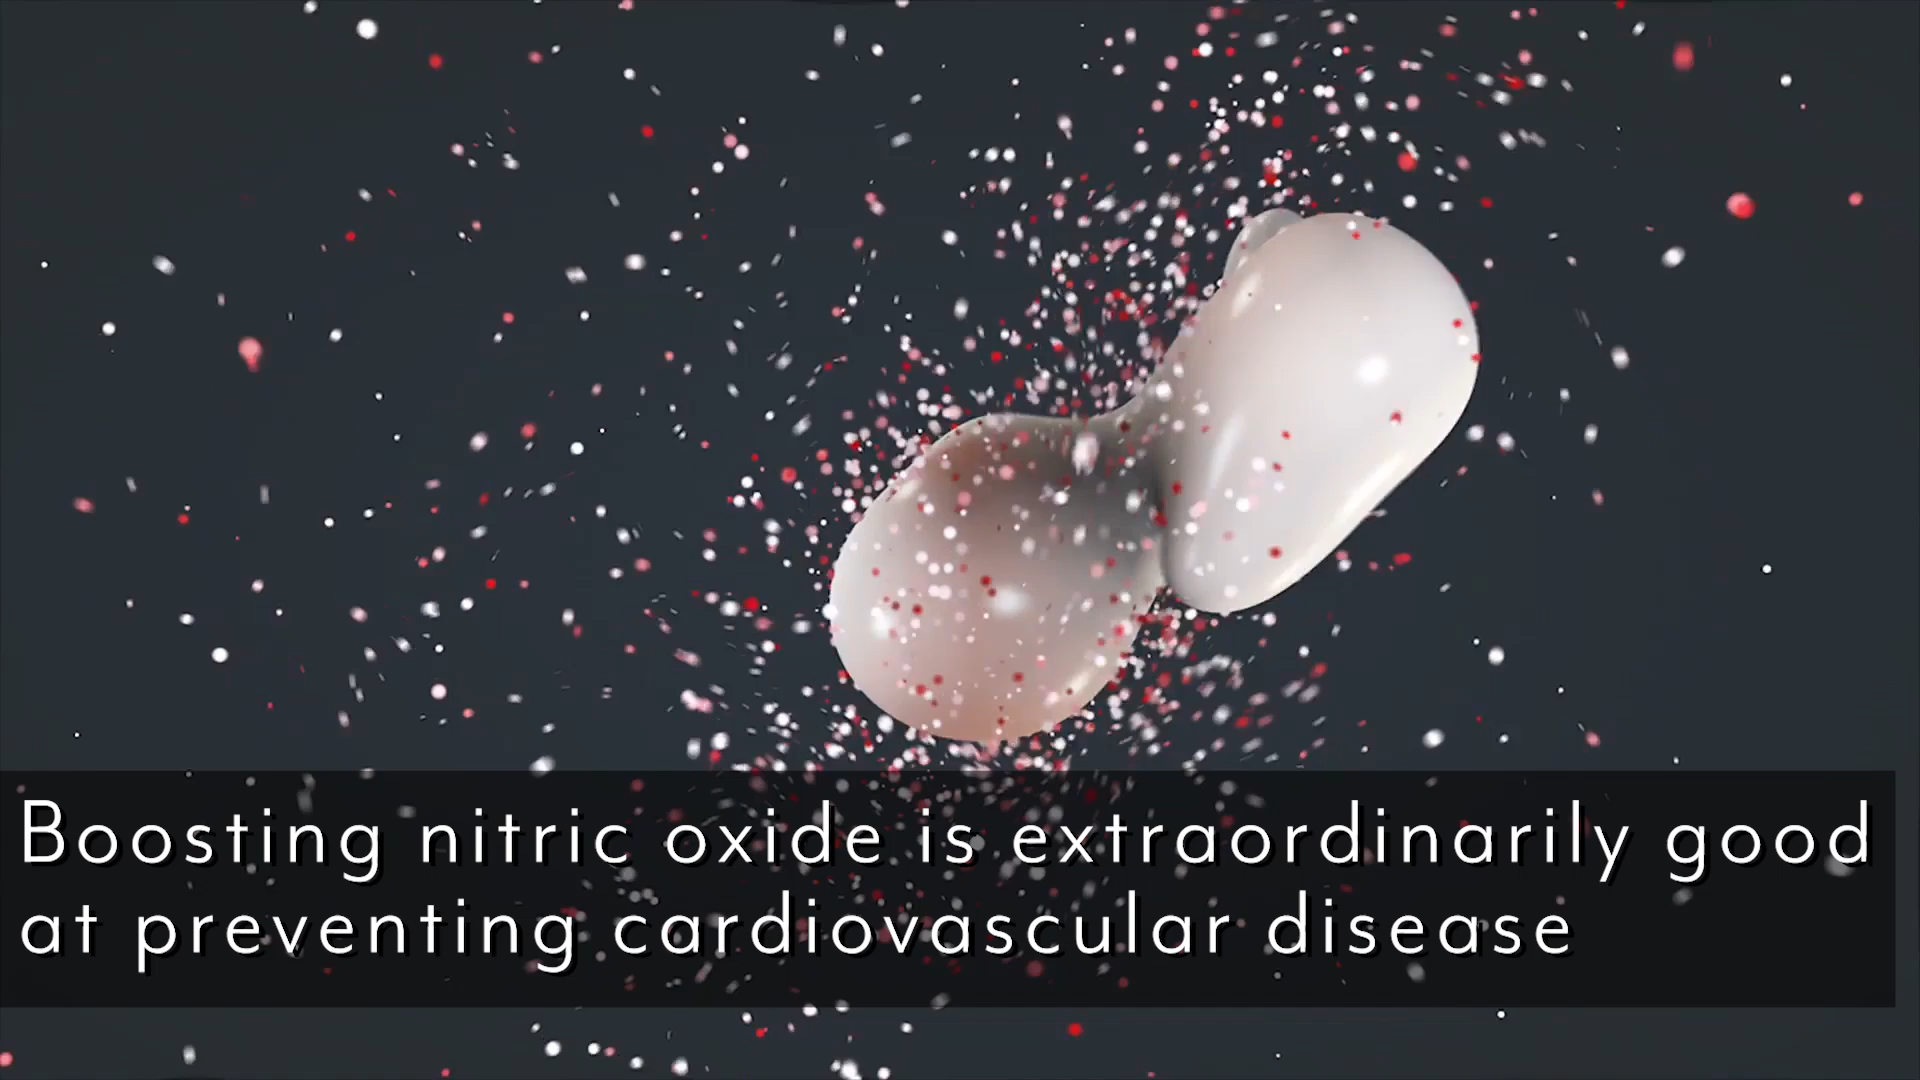 Boosting nitric oxide is extraordinarily good
at preventing cardiovascular disease